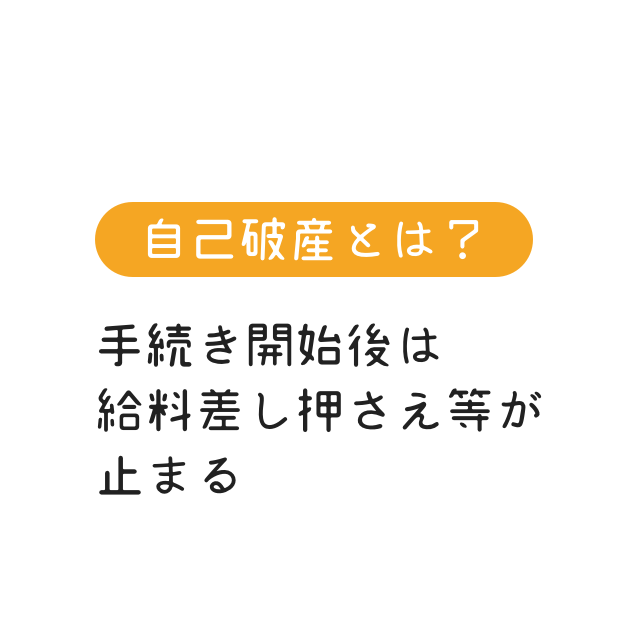 自己破産とは？
手続き開始後は
給料差し押さえ等が
止まる